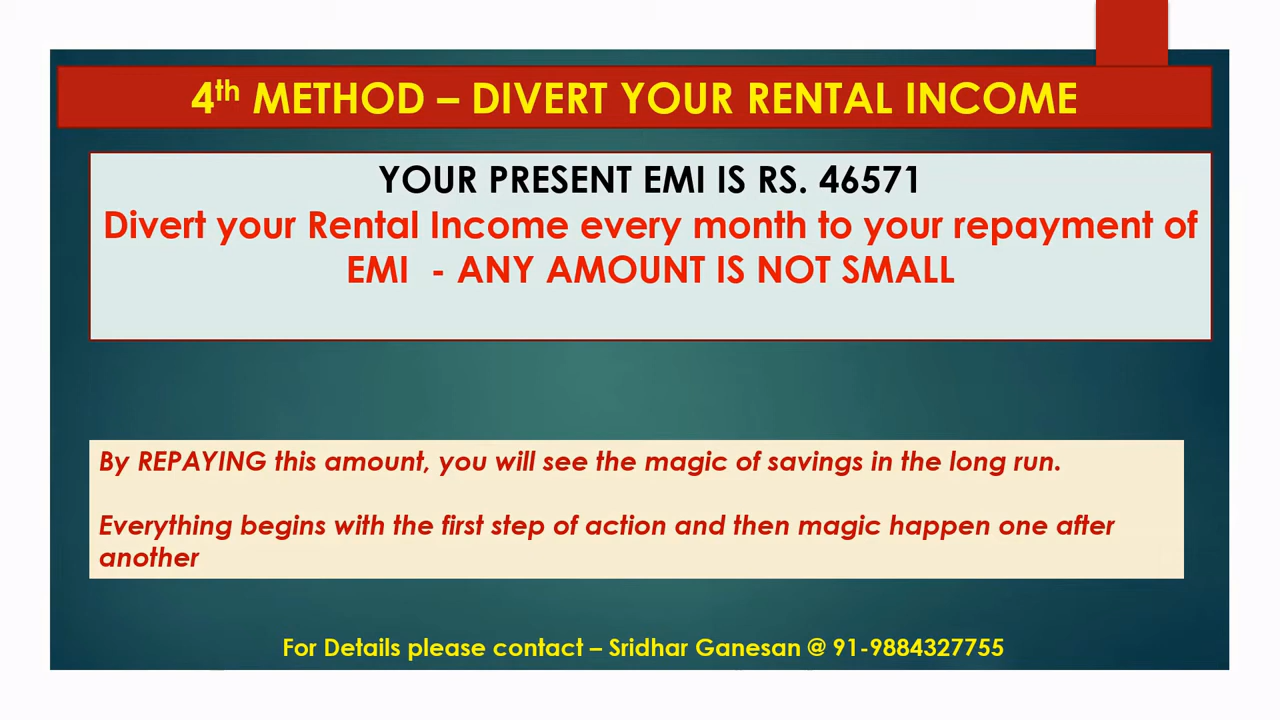 4th METHOD – DIVERT YOUR RENTAL INCOME
YOUR PRESENT EMI IS RS. 46571
Divert your Rental Income every month to your repayment of
EMI - ANY AMOUNT IS NOT SMALL
By REPAYING this amount, you will see the magic of savings in the long run.
Everything begins with the first step of action and then magic happen one after
another
For Details please contact – Sridhar Ganesan @ 91-9884327755